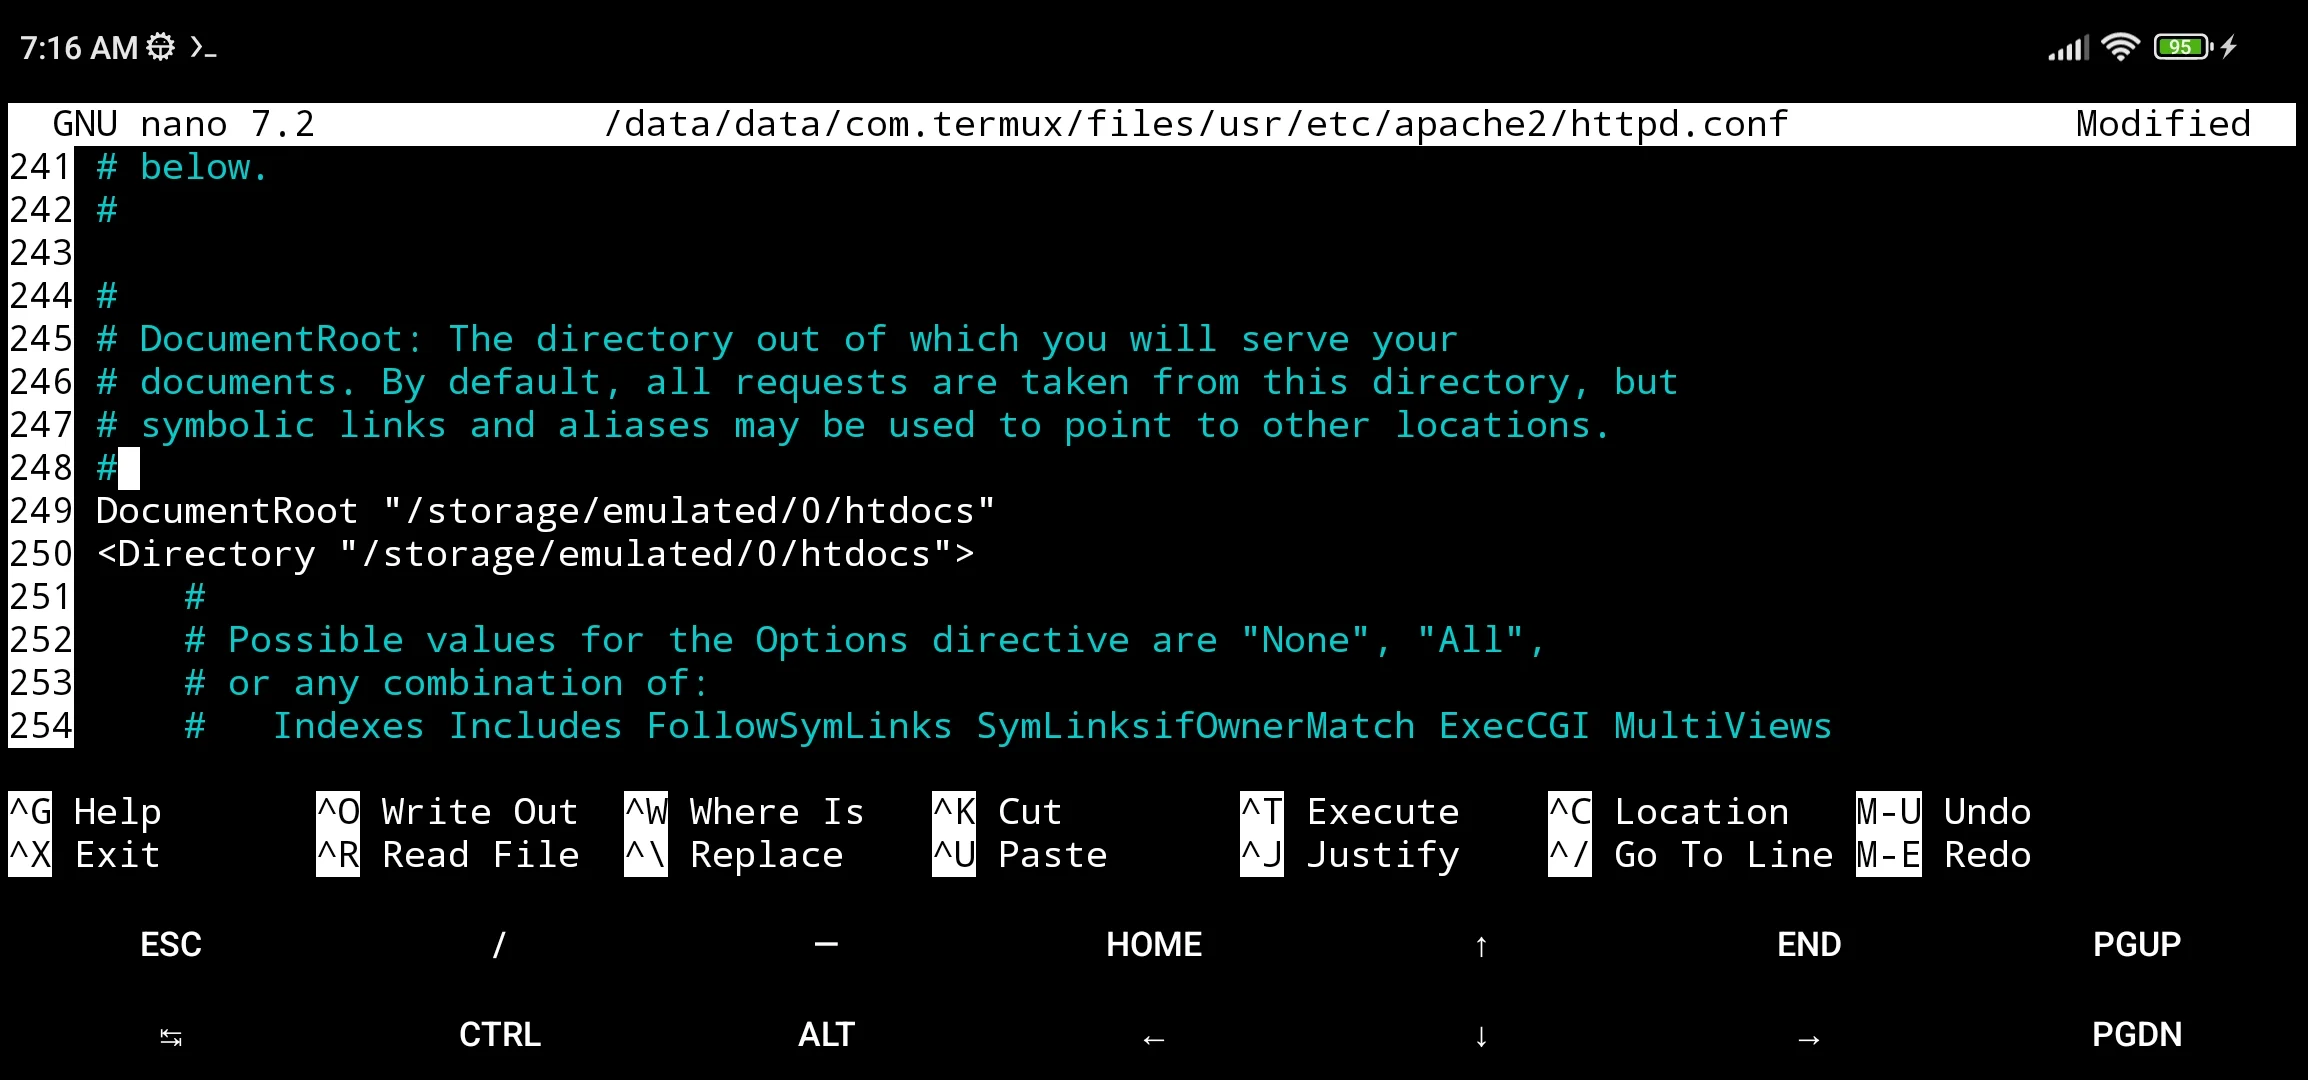 7:16 AM
95
GNU nano 7.2 /data/data/com.termux/files/usr/etc/apache2/httpd.conf Modified
241 # below.
242 #
243
244 #
245 # DocumentRoot: The directory out of which you will serve your
246 # documents. By default, all requests are taken from this directory, but
247 # symbolic links and aliases may be used to point to other locations.
248 #
249 DocumentRoot "/storage/emulated/0/htdocs"
250 <Directory "/storage/emulated/0/htdocs">
251     #
252     # Possible values for the Options directive are "None", "All",
253     # or any combination of:
254     #   Indexes Includes FollowSymLinks SymLinksifOwnerMatch ExecCGI MultiViews
^G Help ^O Write Out ^W Where Is ^K Cut ^T Execute ^C Location M-U Undo
^X Exit ^R Read File ^\ Replace ^U Paste ^J Justify ^/ Go To Line M-E Redo
ESC / — HOME ↑ END PGUP
↹ CTRL ALT ← ↓ → PGDN